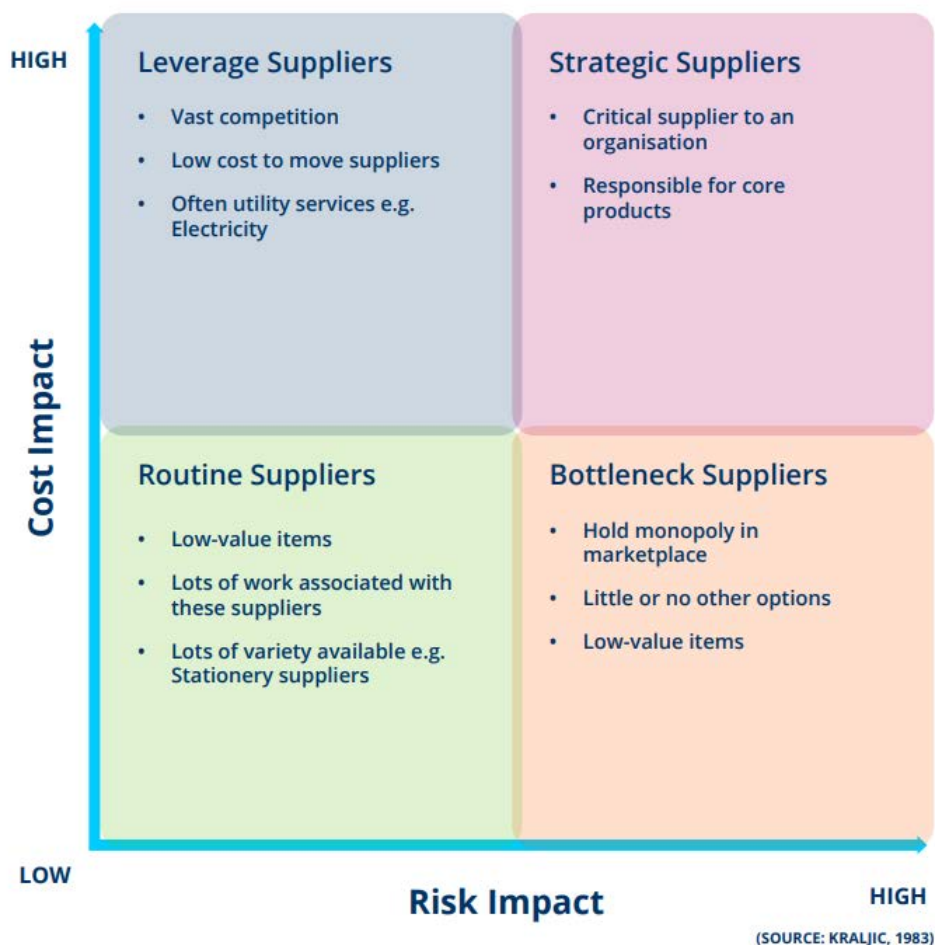 HIGH
Leverage Suppliers
• Vast competition
• Low cost to move suppliers
• Often utility services e.g.
Electricity
Strategic Suppliers
• Critical supplier to an
organisation
• Responsible for core
products
Cost Impact
Routine Suppliers
• Low-value items
• Lots of work associated with
these suppliers
• Lots of variety available e.g.
Stationery suppliers
Bottleneck Suppliers
• Hold monopoly in
marketplace
• Little or no other options
• Low-value items
LOW
Risk Impact
HIGH
(SOURCE: KRALJIC, 1983)